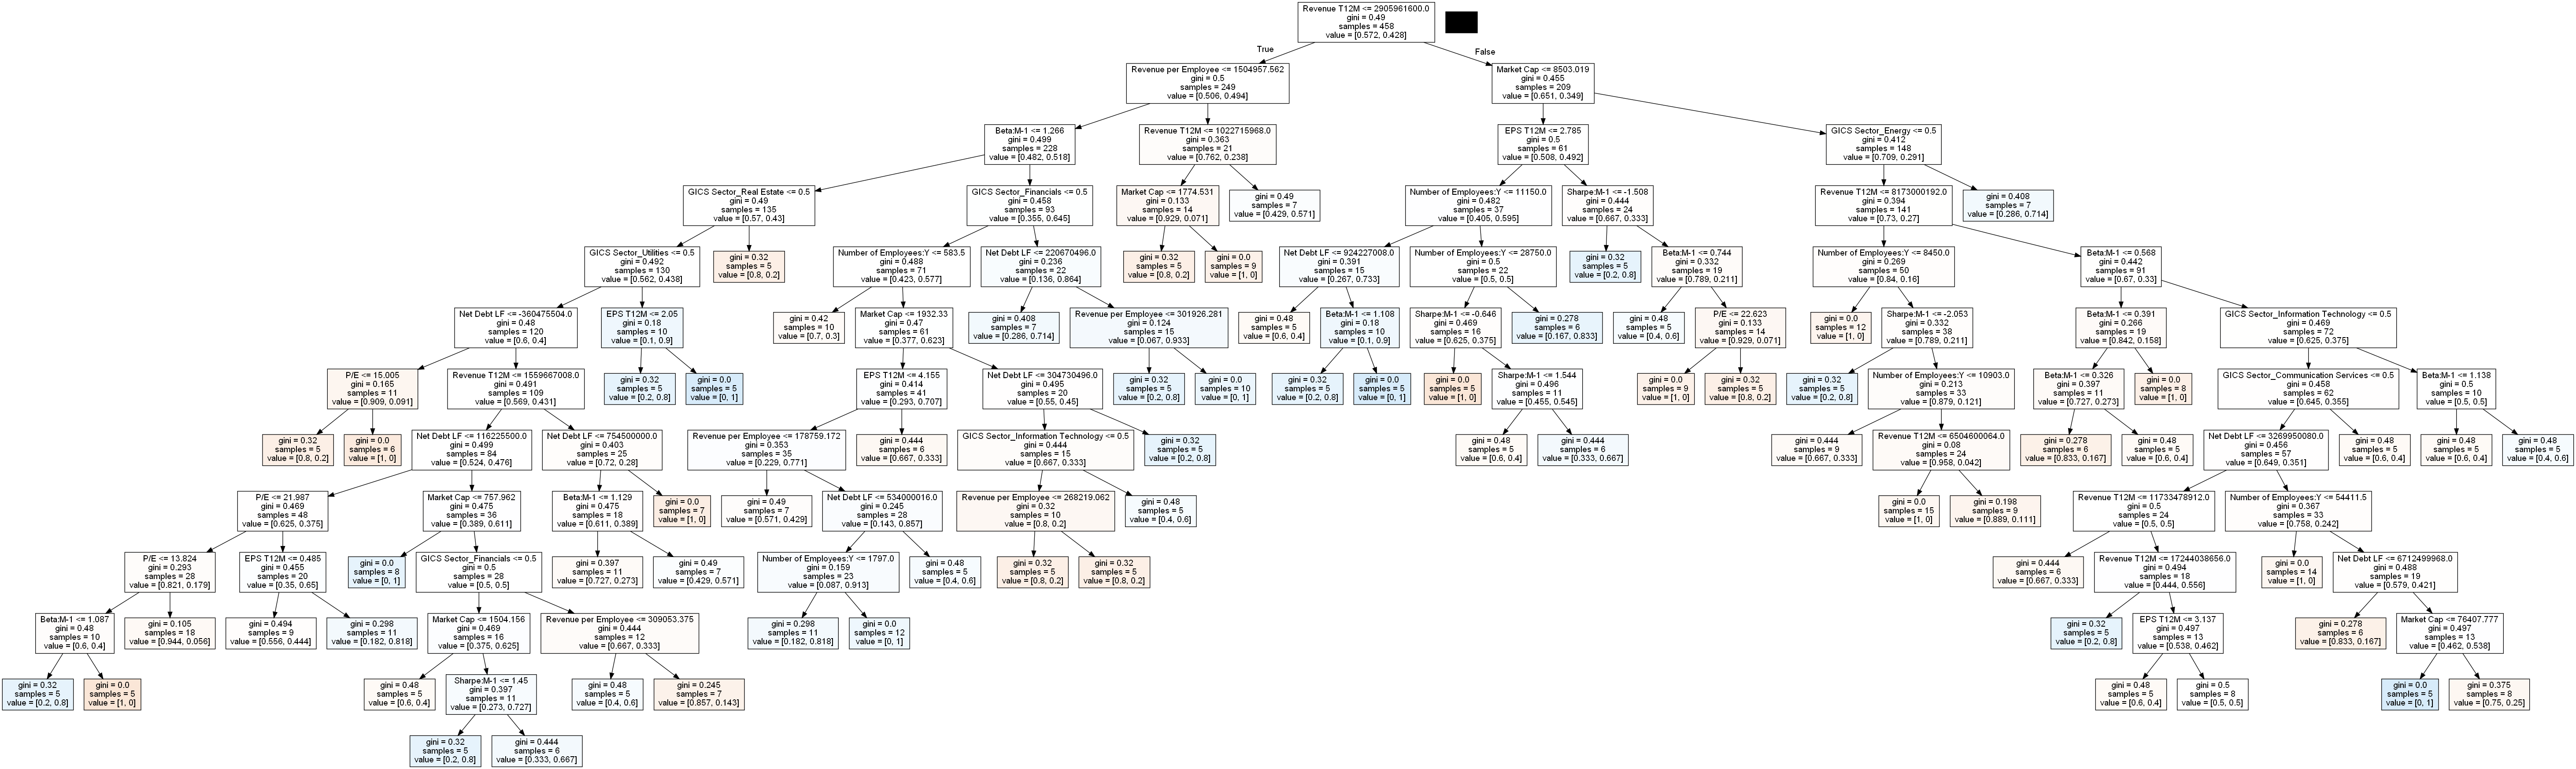 Revenue T12M <= 2905961600.0
gini = 0.49
samples = 458
value = [0.572, 0.428]
True
False
Revenue per Employee <= 1504957.562
gini = 0.5
samples = 249
value = [0.506, 0.494]
Market Cap <= 8503.019
gini = 0.455
samples = 209
value = [0.651, 0.349]
Beta:M-1 <= 1.266
gini = 0.499
samples = 228
value = [0.482, 0.518]
Revenue T12M <= 1022715968.0
gini = 0.363
samples = 21
value = [0.762, 0.238]
EPS T12M <= 2.785
gini = 0.5
samples = 61
value = [0.508, 0.492]
GICS Sector_Energy <= 0.5
gini = 0.412
samples = 148
value = [0.709, 0.291]
GICS Sector_Real Estate <= 0.5
gini = 0.49
samples = 135
value = [0.57, 0.43]
GICS Sector_Financials <= 0.5
gini = 0.458
samples = 93
value = [0.355, 0.645]
Market Cap <= 1774.531
gini = 0.133
samples = 14
value = [0.929, 0.071]
gini = 0.49
samples = 7
value = [0.429, 0.571]
Number of Employees:Y <= 11150.0
gini = 0.482
samples = 37
value = [0.405, 0.595]
Sharpe:M-1 <= -1.508
gini = 0.444
samples = 24
value = [0.667, 0.333]
Revenue T12M <= 8173000192.0
gini = 0.394
samples = 141
value = [0.73, 0.27]
gini = 0.408
samples = 7
value = [0.286, 0.714]
GICS Sector_Utilities <= 0.5
gini = 0.492
samples = 130
value = [0.562, 0.438]
gini = 0.32
samples = 5
value = [0.8, 0.2]
Number of Employees:Y <= 583.5
gini = 0.488
samples = 71
value = [0.423, 0.577]
Net Debt LF <= 220670496.0
gini = 0.236
samples = 22
value = [0.136, 0.864]
gini = 0.32
samples = 5
value = [0.8, 0.2]
gini = 0.0
samples = 9
value = [1, 0]
Net Debt LF <= 924227008.0
gini = 0.391
samples = 15
value = [0.267, 0.733]
Number of Employees:Y <= 28750.0
gini = 0.5
samples = 22
value = [0.5, 0.5]
gini = 0.32
samples = 5
value = [0.2, 0.8]
Beta:M-1 <= 0.744
gini = 0.332
samples = 19
value = [0.789, 0.211]
Number of Employees:Y <= 8450.0
gini = 0.269
samples = 50
value = [0.84, 0.16]
Beta:M-1 <= 0.568
gini = 0.442
samples = 91
value = [0.67, 0.33]
Net Debt LF <= -360475504.0
gini = 0.48
samples = 120
value = [0.6, 0.4]
EPS T12M <= 2.05
gini = 0.18
samples = 10
value = [0.1, 0.9]
gini = 0.42
samples = 10
value = [0.7, 0.3]
Market Cap <= 1932.33
gini = 0.47
samples = 61
value = [0.377, 0.623]
gini = 0.408
samples = 7
value = [0.286, 0.714]
Revenue per Employee <= 301926.281
gini = 0.124
samples = 15
value = [0.067, 0.933]
gini = 0.48
samples = 5
value = [0.6, 0.4]
Beta:M-1 <= 1.108
gini = 0.18
samples = 10
value = [0.1, 0.9]
Sharpe:M-1 <= -0.646
gini = 0.469
samples = 16
value = [0.625, 0.375]
gini = 0.278
samples = 6
value = [0.167, 0.833]
gini = 0.48
samples = 5
value = [0.4, 0.6]
P/E <= 22.623
gini = 0.133
samples = 14
value = [0.929, 0.071]
gini = 0.0
samples = 12
value = [1, 0]
Sharpe:M-1 <= -2.053
gini = 0.332
samples = 38
value = [0.789, 0.211]
Beta:M-1 <= 0.391
gini = 0.266
samples = 19
value = [0.842, 0.158]
GICS Sector_Information Technology <= 0.5
gini = 0.469
samples = 72
value = [0.625, 0.375]
P/E <= 15.005
gini = 0.165
samples = 11
value = [0.909, 0.091]
Revenue T12M <= 1559667008.0
gini = 0.491
samples = 109
value = [0.569, 0.431]
gini = 0.32
samples = 5
value = [0.2, 0.8]
gini = 0.0
samples = 5
value = [0, 1]
EPS T12M <= 4.155
gini = 0.414
samples = 41
value = [0.293, 0.707]
Net Debt LF <= 304730496.0
gini = 0.495
samples = 20
value = [0.55, 0.45]
gini = 0.32
samples = 5
value = [0.2, 0.8]
gini = 0.0
samples = 10
value = [0, 1]
gini = 0.32
samples = 5
value = [0.2, 0.8]
gini = 0.0
samples = 5
value = [0, 1]
gini = 0.0
samples = 5
value = [1, 0]
Sharpe:M-1 <= 1.544
gini = 0.496
samples = 11
value = [0.455, 0.545]
gini = 0.0
samples = 9
value = [1, 0]
gini = 0.32
samples = 5
value = [0.8, 0.2]
gini = 0.32
samples = 5
value = [0.2, 0.8]
Number of Employees:Y <= 10903.0
gini = 0.213
samples = 33
value = [0.879, 0.121]
Beta:M-1 <= 0.326
gini = 0.397
samples = 11
value = [0.727, 0.273]
gini = 0.0
samples = 8
value = [1, 0]
GICS Sector_Communication Services <= 0.5
gini = 0.458
samples = 62
value = [0.645, 0.355]
Beta:M-1 <= 1.138
gini = 0.5
samples = 10
value = [0.5, 0.5]
gini = 0.32
samples = 5
value = [0.8, 0.2]
gini = 0.0
samples = 6
value = [1, 0]
Net Debt LF <= 116225500.0
gini = 0.499
samples = 84
value = [0.524, 0.476]
Net Debt LF <= 754500000.0
gini = 0.403
samples = 25
value = [0.72, 0.28]
Revenue per Employee <= 178759.172
gini = 0.353
samples = 35
value = [0.229, 0.771]
gini = 0.444
samples = 6
value = [0.667, 0.333]
GICS Sector_Information Technology <= 0.5
gini = 0.444
samples = 15
value = [0.667, 0.333]
gini = 0.32
samples = 5
value = [0.2, 0.8]
gini = 0.48
samples = 5
value = [0.6, 0.4]
gini = 0.444
samples = 6
value = [0.333, 0.667]
gini = 0.444
samples = 9
value = [0.667, 0.333]
Revenue T12M <= 6504600064.0
gini = 0.08
samples = 24
value = [0.958, 0.042]
gini = 0.278
samples = 6
value = [0.833, 0.167]
gini = 0.48
samples = 5
value = [0.6, 0.4]
Net Debt LF <= 3269950080.0
gini = 0.456
samples = 57
value = [0.649, 0.351]
gini = 0.48
samples = 5
value = [0.6, 0.4]
gini = 0.48
samples = 5
value = [0.6, 0.4]
gini = 0.48
samples = 5
value = [0.4, 0.6]
P/E <= 21.987
gini = 0.469
samples = 48
value = [0.625, 0.375]
Market Cap <= 757.962
gini = 0.475
samples = 36
value = [0.389, 0.611]
Beta:M-1 <= 1.129
gini = 0.475
samples = 18
value = [0.611, 0.389]
gini = 0.0
samples = 7
value = [1, 0]
gini = 0.49
samples = 7
value = [0.571, 0.429]
Net Debt LF <= 534000016.0
gini = 0.245
samples = 28
value = [0.143, 0.857]
Revenue per Employee <= 268219.062
gini = 0.32
samples = 10
value = [0.8, 0.2]
gini = 0.48
samples = 5
value = [0.4, 0.6]
gini = 0.0
samples = 15
value = [1, 0]
gini = 0.198
samples = 9
value = [0.889, 0.111]
Revenue T12M <= 11733478912.0
gini = 0.5
samples = 24
value = [0.5, 0.5]
Number of Employees:Y <= 54411.5
gini = 0.367
samples = 33
value = [0.758, 0.242]
P/E <= 13.824
gini = 0.293
samples = 28
value = [0.821, 0.179]
EPS T12M <= 0.485
gini = 0.455
samples = 20
value = [0.35, 0.65]
gini = 0.0
samples = 8
value = [0, 1]
GICS Sector_Financials <= 0.5
gini = 0.5
samples = 28
value = [0.5, 0.5]
gini = 0.397
samples = 11
value = [0.727, 0.273]
gini = 0.49
samples = 7
value = [0.429, 0.571]
Number of Employees:Y <= 1797.0
gini = 0.159
samples = 23
value = [0.087, 0.913]
gini = 0.48
samples = 5
value = [0.4, 0.6]
gini = 0.32
samples = 5
value = [0.8, 0.2]
gini = 0.32
samples = 5
value = [0.8, 0.2]
gini = 0.444
samples = 6
value = [0.667, 0.333]
Revenue T12M <= 17244038656.0
gini = 0.494
samples = 18
value = [0.444, 0.556]
gini = 0.0
samples = 14
value = [1, 0]
Net Debt LF <= 6712499968.0
gini = 0.488
samples = 19
value = [0.579, 0.421]
Beta:M-1 <= 1.087
gini = 0.48
samples = 10
value = [0.6, 0.4]
gini = 0.105
samples = 18
value = [0.944, 0.056]
gini = 0.494
samples = 9
value = [0.556, 0.444]
gini = 0.298
samples = 11
value = [0.182, 0.818]
Market Cap <= 1504.156
gini = 0.469
samples = 16
value = [0.375, 0.625]
Revenue per Employee <= 309053.375
gini = 0.444
samples = 12
value = [0.667, 0.333]
gini = 0.298
samples = 11
value = [0.182, 0.818]
gini = 0.0
samples = 12
value = [0, 1]
gini = 0.32
samples = 5
value = [0.2, 0.8]
EPS T12M <= 3.137
gini = 0.497
samples = 13
value = [0.538, 0.462]
gini = 0.278
samples = 6
value = [0.833, 0.167]
Market Cap <= 76407.777
gini = 0.497
samples = 13
value = [0.462, 0.538]
gini = 0.32
samples = 5
value = [0.2, 0.8]
gini = 0.0
samples = 5
value = [1, 0]
gini = 0.48
samples = 5
value = [0.6, 0.4]
Sharpe:M-1 <= 1.45
gini = 0.397
samples = 11
value = [0.273, 0.727]
gini = 0.48
samples = 5
value = [0.4, 0.6]
gini = 0.245
samples = 7
value = [0.857, 0.143]
gini = 0.48
samples = 5
value = [0.6, 0.4]
gini = 0.5
samples = 8
value = [0.5, 0.5]
gini = 0.0
samples = 5
value = [0, 1]
gini = 0.375
samples = 8
value = [0.75, 0.25]
gini = 0.32
samples = 5
value = [0.2, 0.8]
gini = 0.444
samples = 6
value = [0.333, 0.667]